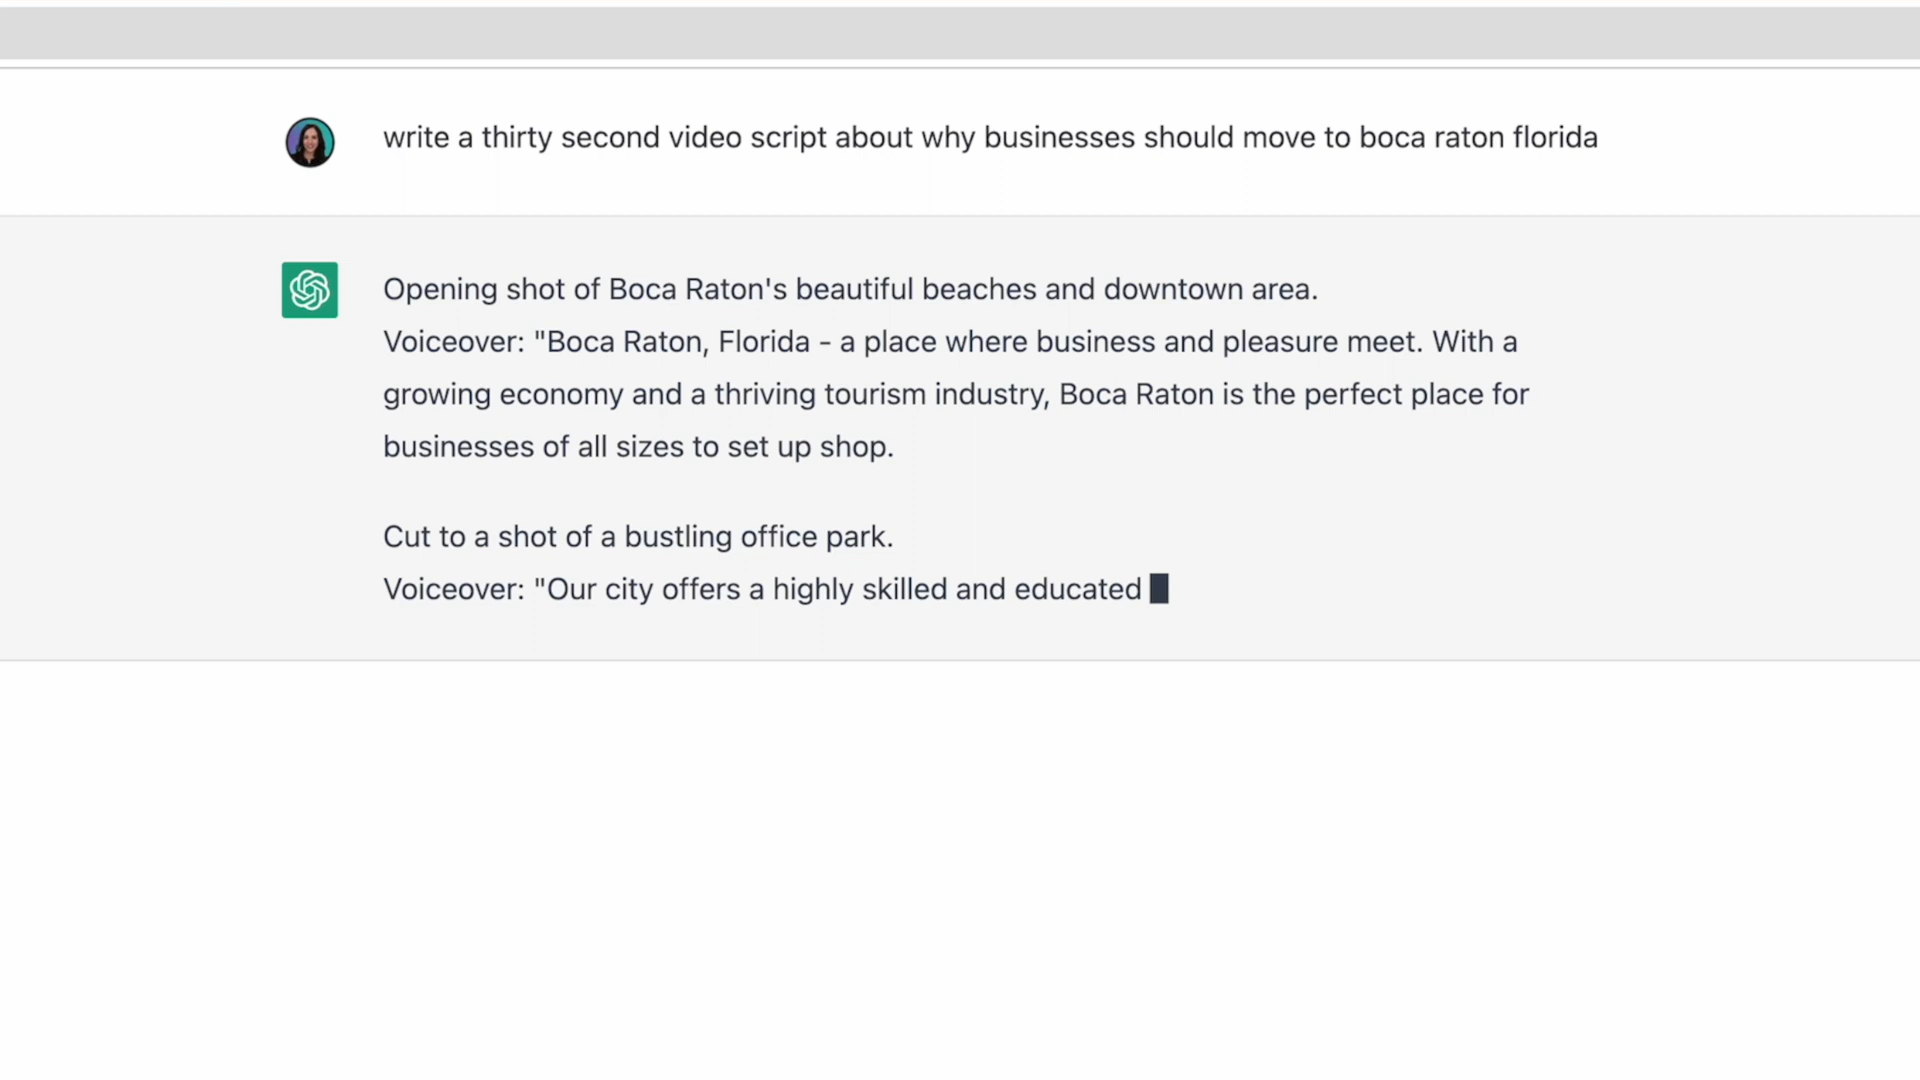 write a thirty second video script about why businesses should move to boca raton florida
Opening shot of Boca Raton's beautiful beaches and downtown area.
Voiceover: "Boca Raton, Florida - a place where business and pleasure meet. With a
growing economy and a thriving tourism industry, Boca Raton is the perfect place for
businesses of all sizes to set up shop.
Cut to a shot of a bustling office park.
Voiceover: "Our city offers a highly skilled and educated